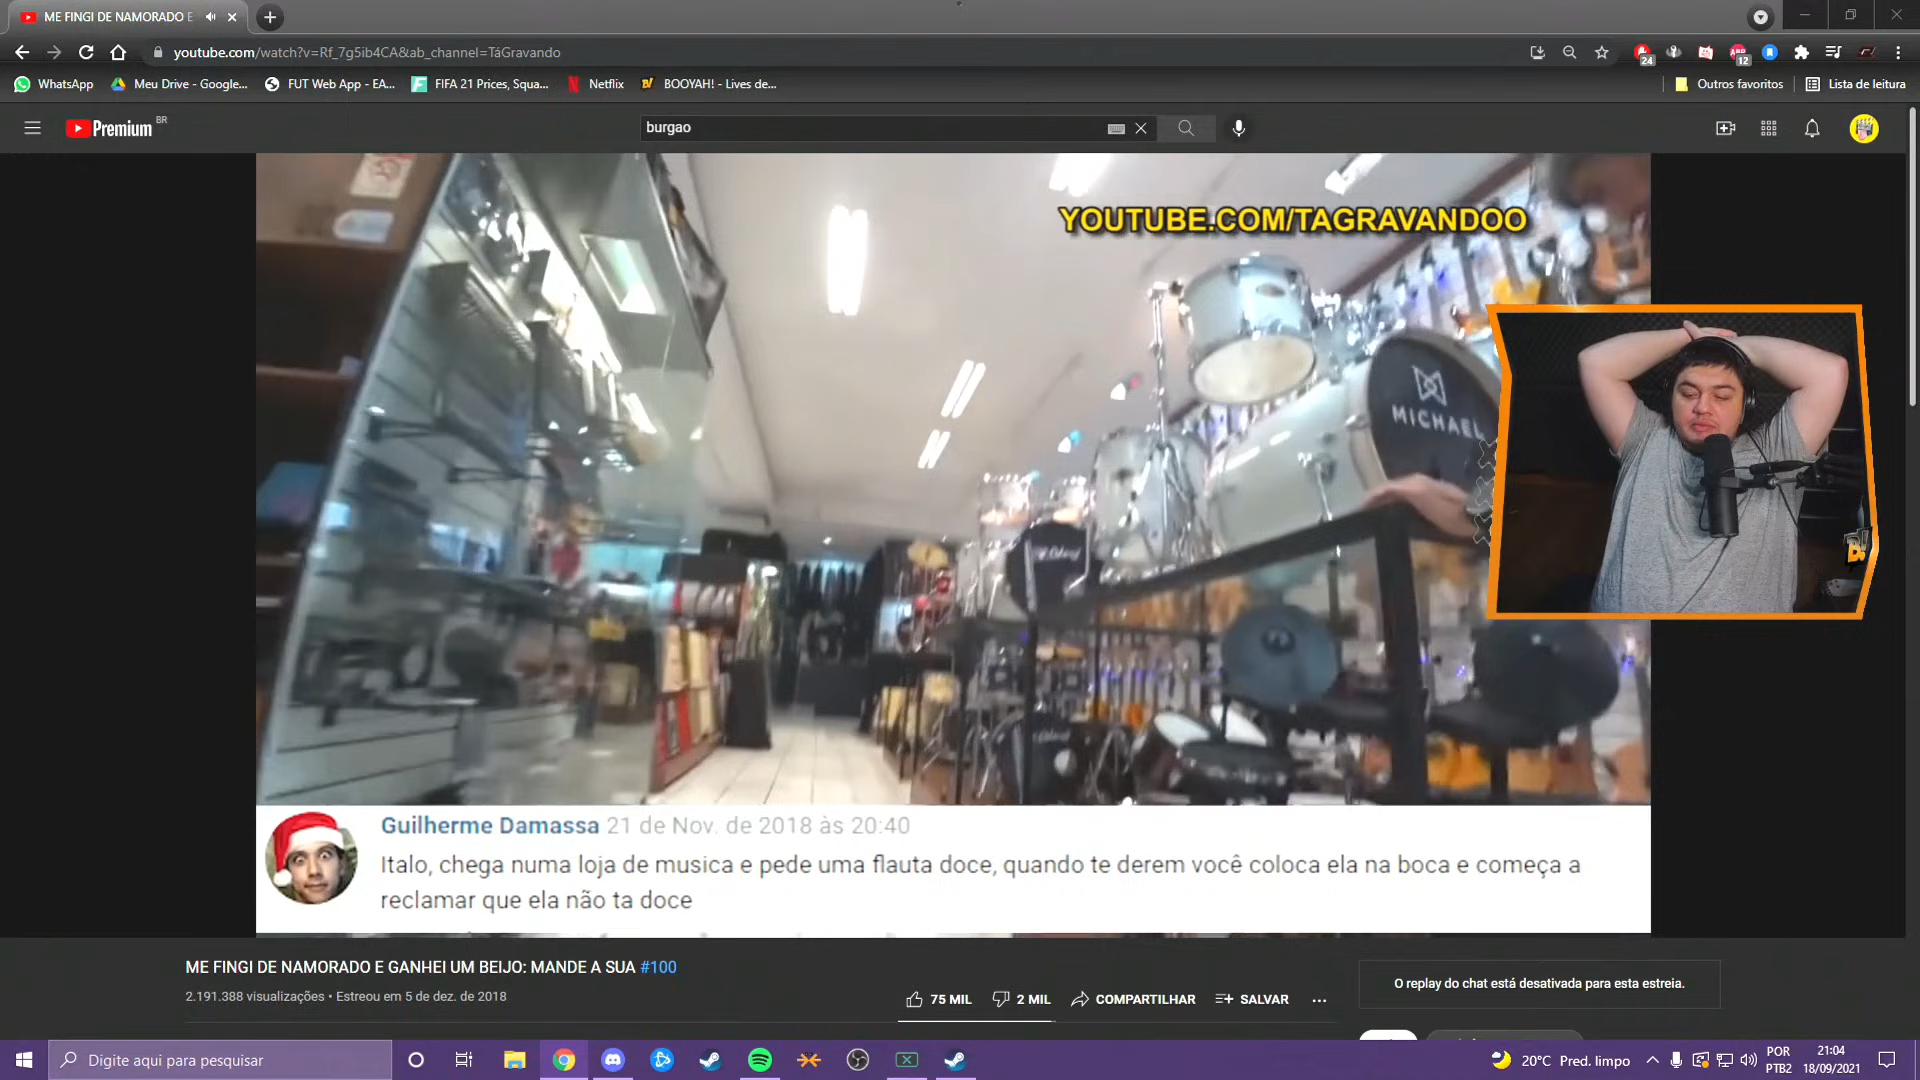 ME FINGI DE NAMORADO E
youtube.com/watch?v=Rf_7g5ib4CA&ab_channel=TáGravando
24
12
WhatsApp
Meu Drive - Google...
FUT Web App - EA...
FIFA 21 Prices, Squa...
Netflix
BOOYAH! - Lives de...
Outros favoritos
Lista de leitura
Premium BR
burgao
YOUTUBE.COM/TAGRAVANDOO
MICHAEL
Guilherme Damassa 21 de Nov. de 2018 às 20:40
Italo, chega numa loja de musica e pede uma flauta doce, quando te derem você coloca ela na boca e começa a
reclamar que ela não ta doce
ME FINGI DE NAMORADO E GANHEI UM BEIJO: MANDE A SUA #100
2.191.388 visualizações • Estreou em 5 de dez. de 2018
75 MIL
2 MIL
COMPARTILHAR
SALVAR
O replay do chat está desativada para esta estreia.
Digite aqui para pesquisar
20°C Pred. limpo
POR
PTB2
21:04
18/09/2021